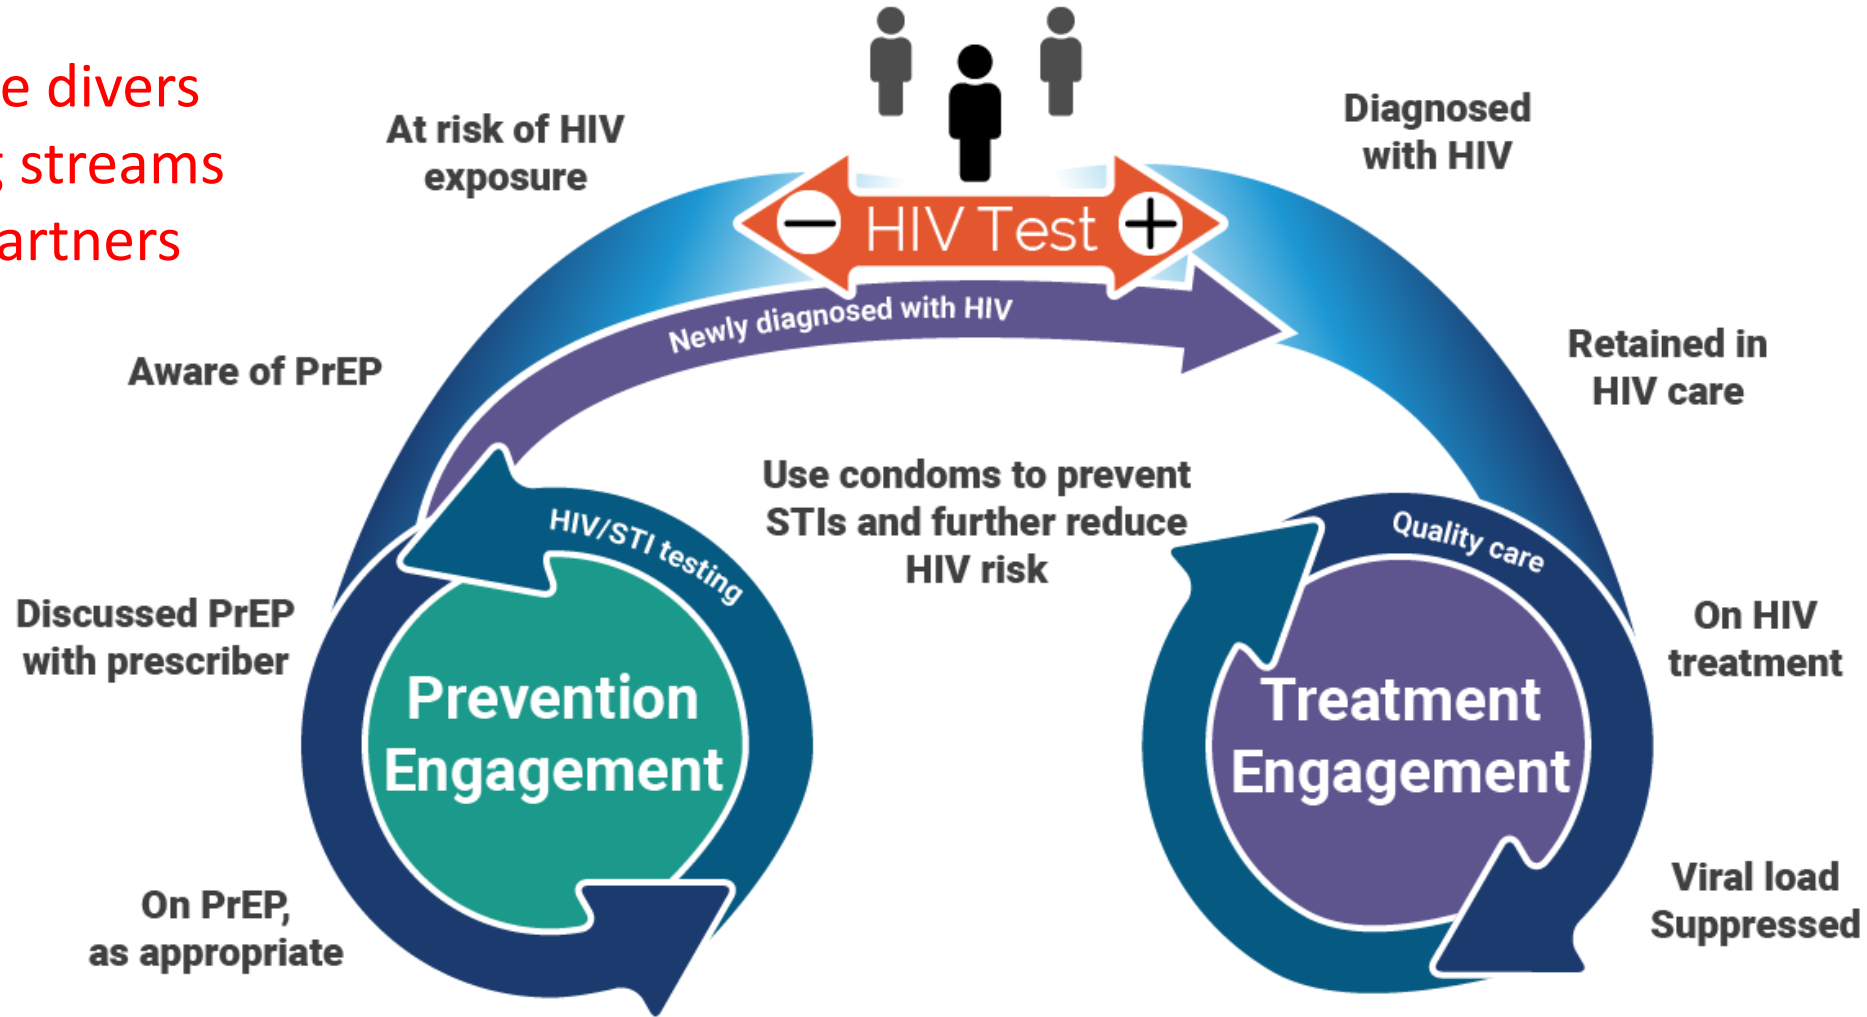 e divers
streams
artners
At risk of HIV
exposure
Diagnosed
with HIV
HIV Test
Newly diagnosed with HIV
Aware of PrEP
Retained in
HIV care
Use condoms to prevent
STIs and further reduce
HIV risk
HIV/STI testing
Quality care
Discussed PrEP
with prescriber
On HIV
treatment
Prevention
Engagement
Treatment
Engagement
On PrEP,
as appropriate
Viral load
Suppressed